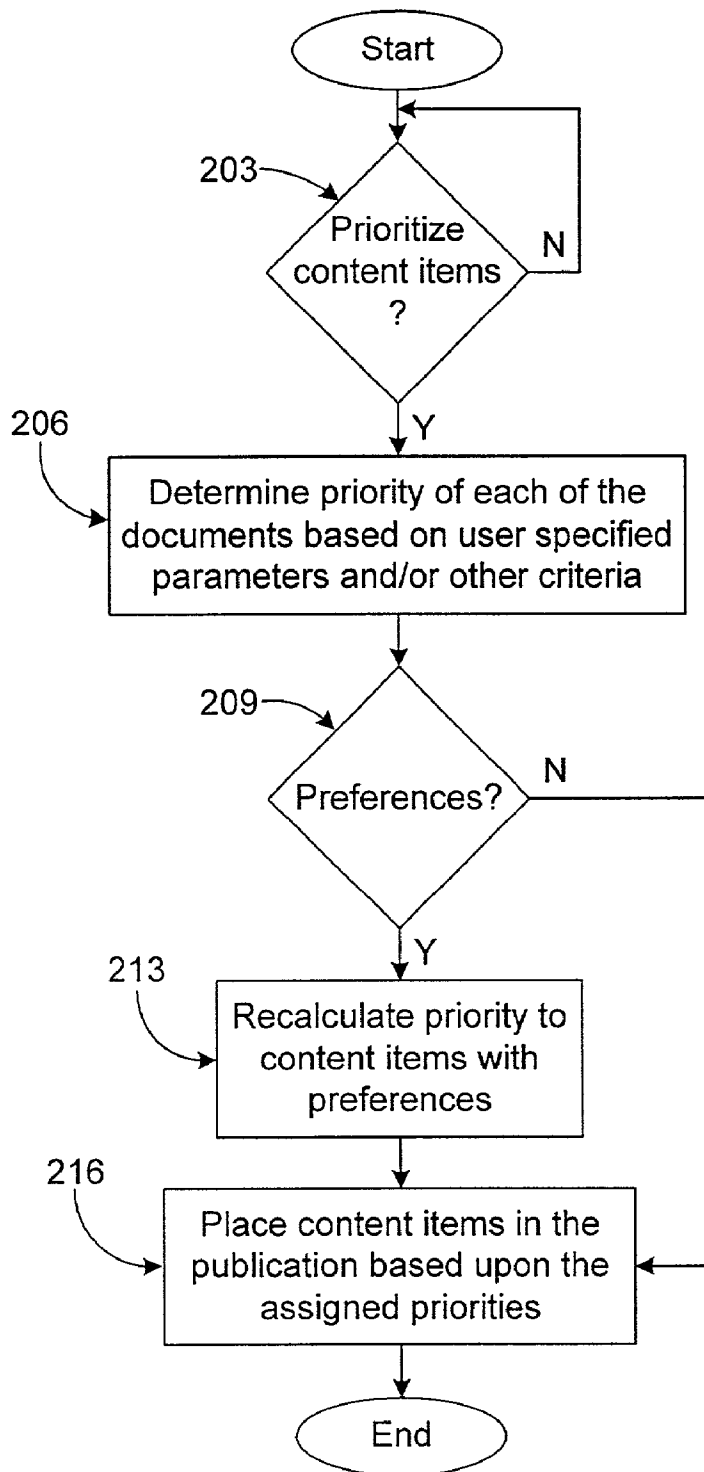 Start
203
Prioritize
content items
?
N
Y
206
Determine priority of each of the
documents based on user specified
parameters and/or other criteria
209
Preferences?
N
Y
213
Recalculate priority to
content items with
preferences
216
Place content items in the
publication based upon the
assigned priorities
End